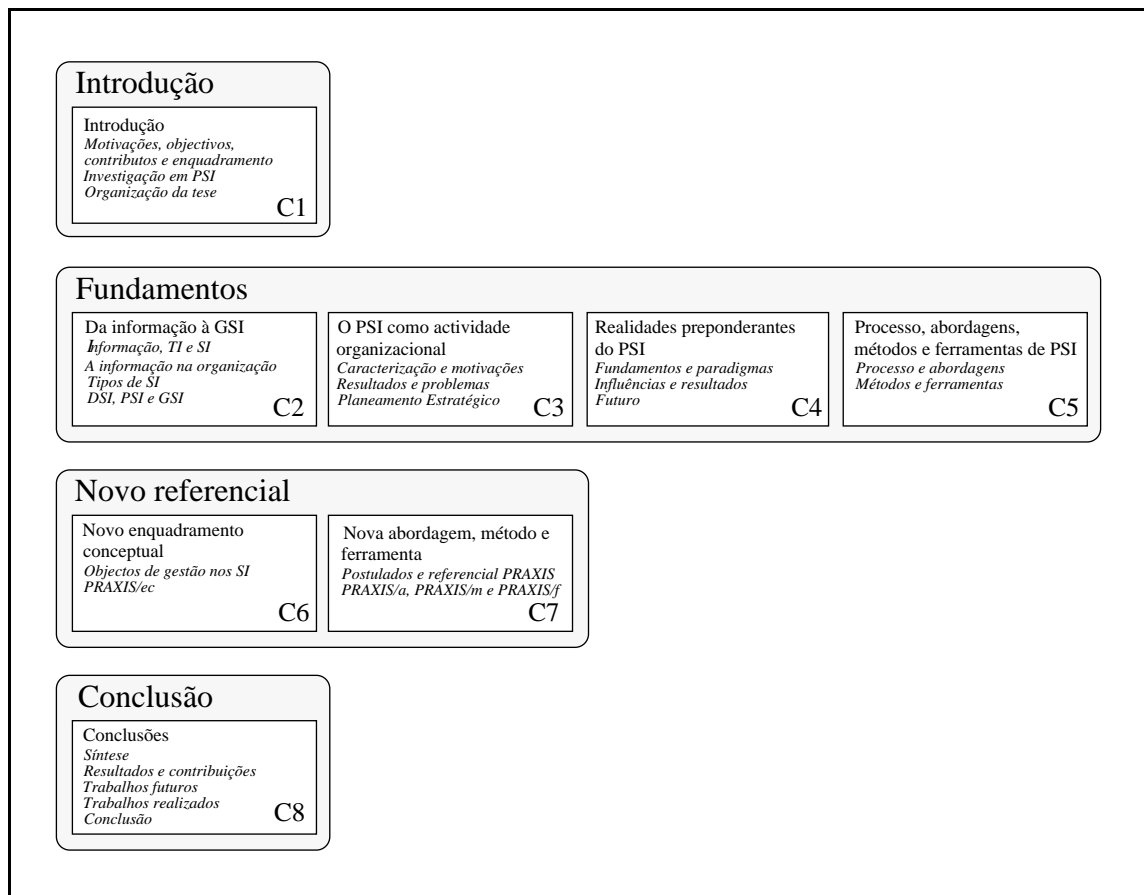 Introdução
Introdução
Motivações, objectivos,
contributos e enquadramento
Investigação em PSI
Organização da tese
C1
Fundamentos
Da informação à GSI
Informação, TI e SI
A informação na organização
Tipos de SI
DSI, PSI e GSI
C2
O PSI como actividade
organizacional
Caracterização e motivações
Resultados e problemas
Planeamento Estratégico
C3
Realidades preponderantes
do PSI
Fundamentos e paradigmas
Influências e resultados
Futuro
C4
Processo, abordagens,
métodos e ferramentas de PSI
Processo e abordagens
Métodos e ferramentas
C5
Novo referencial
Novo enquadramento
conceptual
Objectos de gestão nos SI
PRAXIS/ec
C6
Nova abordagem, método e
ferramenta
Postulados e referencial PRAXIS
PRAXIS/a, PRAXIS/m e PRAXIS/f
C7
Conclusão
Conclusões
Síntese
Resultados e contribuições
Trabalhos futuros
Trabalhos realizados
Conclusão
C8